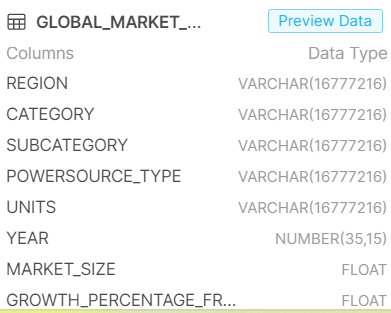 GLOBAL_MARKET_... Preview Data
Columns Data Type
REGION VARCHAR(16777216)
CATEGORY VARCHAR(16777216)
SUBCATEGORY VARCHAR(16777216)
POWERSOURCE_TYPE VARCHAR(16777216)
UNITS VARCHAR(16777216)
YEAR NUMBER(35,15)
MARKET_SIZE FLOAT
GROWTH_PERCENTAGE_FR... FLOAT